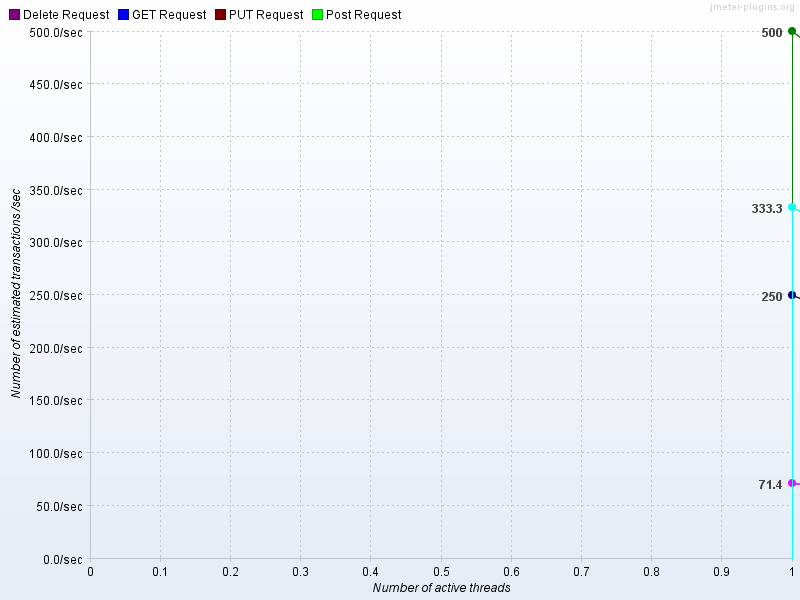 jmeter-plugins.org
Delete Request GET Request PUT Request Post Request
500.0/sec
450.0/sec
400.0/sec
350.0/sec
300.0/sec
250.0/sec
200.0/sec
150.0/sec
100.0/sec
50.0/sec
0.0/sec
Number of estimated transactions /sec
500
333.3
250
71.4
0 0.1 0.2 0.3 0.4 0.5 0.6 0.7 0.8 0.9 1
Number of active threads